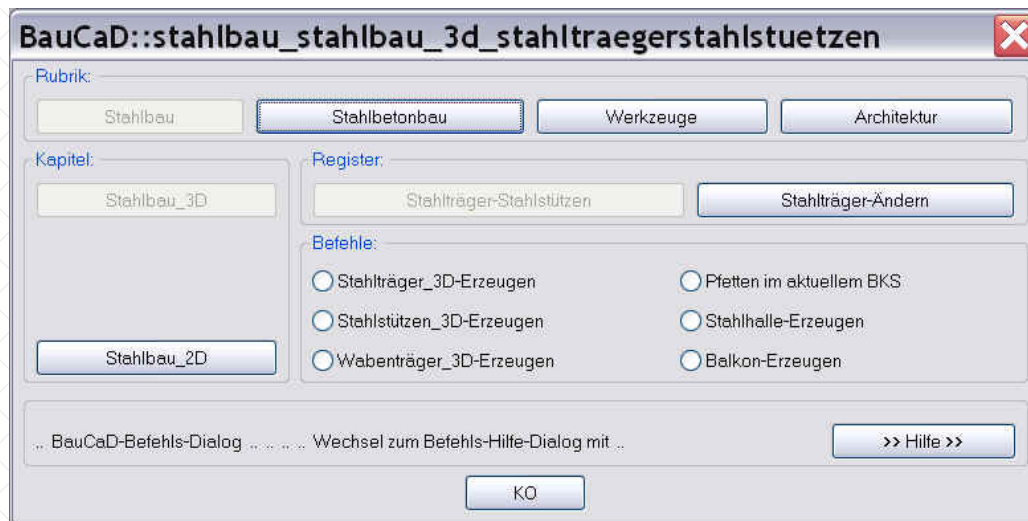 BauCaD::stahlbau_stahlbau_3d_stahltraegerstahlstuetzen
Rubrik:
Stahlbau Stahlbetonbau Werkzeuge Architektur
Kapitel:
Stahlbau_3D
Stahlbau_2D
Register:
Stahlträger-Stahlstützen Stahlträger-Ändern
Befehle:
Stahlträger_3D-Erzeugen Pfetten im aktuellem BKS
Stahlstützen_3D-Erzeugen Stahlhalle-Erzeugen
Wabenträger_3D-Erzeugen Balkon-Erzeugen
.. BauCaD-Befehls-Dialog .. .. .. .. Wechsel zum Befehls-Hilfe-Dialog mit .. >> Hilfe >>
KO